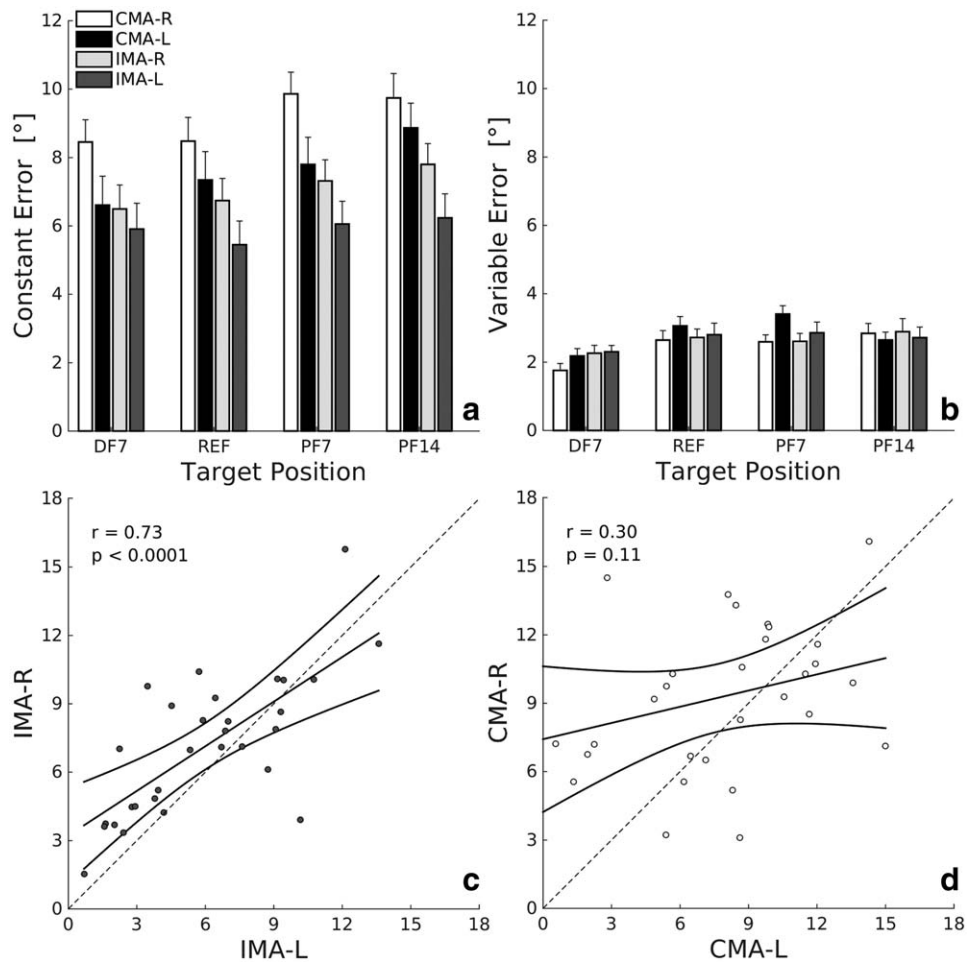 12
10
8
6
4
2
0
Constant Error [°]
CMA-R
CMA-L
IMA-R
IMA-L
DF7 REF PF7 PF14
Target Position
a
12
10
8
6
4
2
0
Variable Error [°]
DF7 REF PF7 PF14
Target Position
b
18
15
12
9
6
3
0
IMA-R
r = 0.73
p < 0.0001
0 3 6 9 12 15 18
IMA-L
c
18
15
12
9
6
3
0
CMA-R
r = 0.30
p = 0.11
0 3 6 9 12 15 18
CMA-L
d